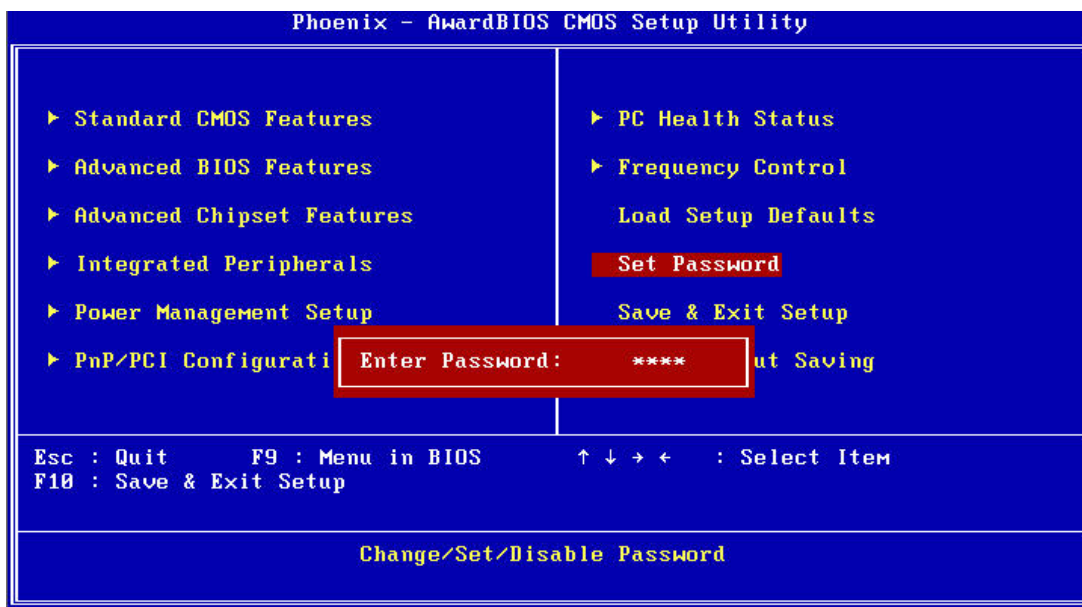 Phoenix - AwardBIOS CMOS Setup Utility
▶ Standard CMOS Features
▶ Advanced BIOS Features
▶ Advanced Chipset Features
▶ Integrated Peripherals
▶ Power Management Setup
▶ PnP/PCI Configurati
▶ PC Health Status
▶ Frequency Control
Load Setup Defaults
Set Password
Save & Exit Setup
ut Saving
Enter Password: ****
Esc : Quit F9 : Menu in BIOS ↑ ↓ → ← : Select Item
F10 : Save & Exit Setup
Change/Set/Disable Password